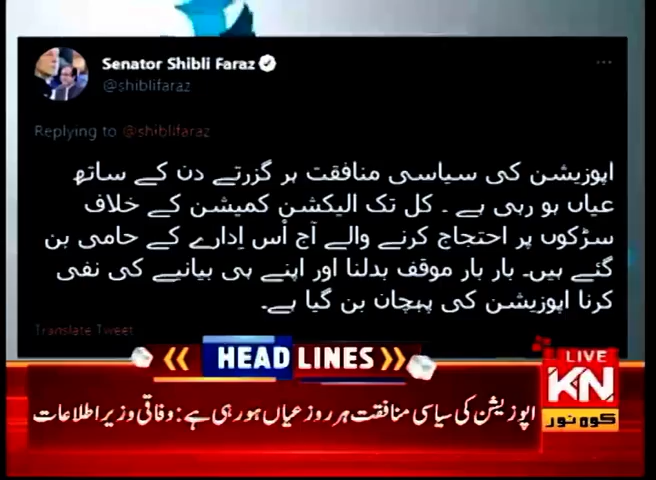 Senator Shibli Faraz
@shiblifaraz
Replying to @shiblifaraz
اپوزیشن کی سیاسی منافقت ہر گزرتے دن کے ساتھ
عیاں ہو رہی ہے ۔ کل تک الیکشن کمیشن کے خلاف
سڑکوں پر احتجاج کرنے والے آج اُس اِدارے کے حامی بن
گئے ہیں۔ بار بار موقف بدلنا اور اپنے ہی بیانیے کی نفی
کرنا اپوزیشن کی پہچان بن گیا ہے۔
Translate Tweet
HEAD LINES
LIVE
KN
کوہ نور
اپوزیشن کی سیاسی منافقت ہر روز عیاں ہو رہی ہے : وفاقی وزیر اطلاعات